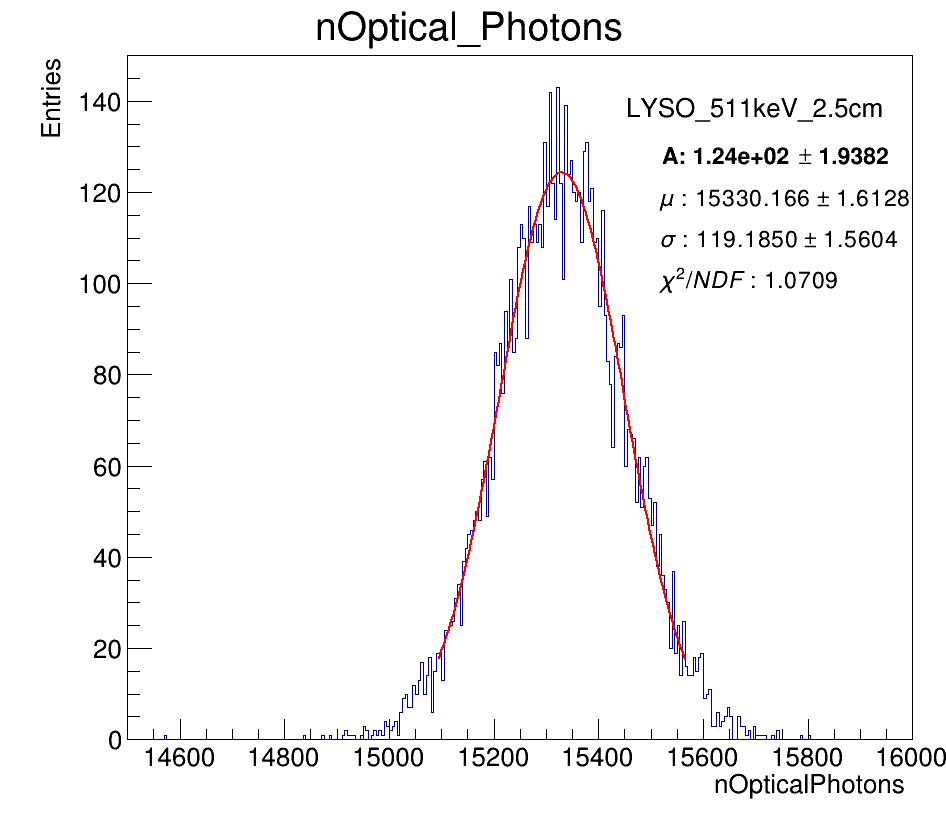 nOptical_Photons
Entries
LYSO_511keV_2.5cm
A: 1.24e+02 ± 1.9382
μ : 15330.166 ± 1.6128
σ : 119.1850 ± 1.5604
χ²/NDF : 1.0709
140
120
100
80
60
40
20
0
14600 14800 15000 15200 15400 15600 15800 16000
nOpticalPhotons